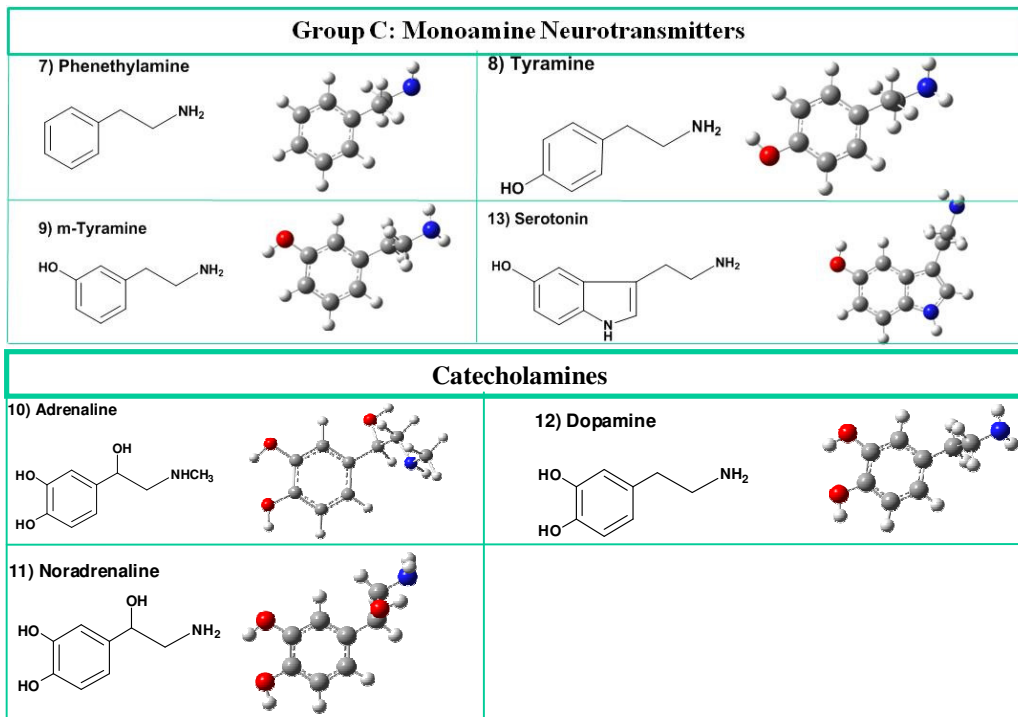 Group C: Monoamine Neurotransmitters
7) Phenethylamine
NH2
8) Tyramine
NH2
HO
9) m-Tyramine
HO
NH2
13) Serotonin
HO
NH2
N
H
Catecholamines
10) Adrenaline
OH
HO
NHCH3
HO
12) Dopamine
HO
NH2
HO
11) Noradrenaline
OH
HO
NH2
HO